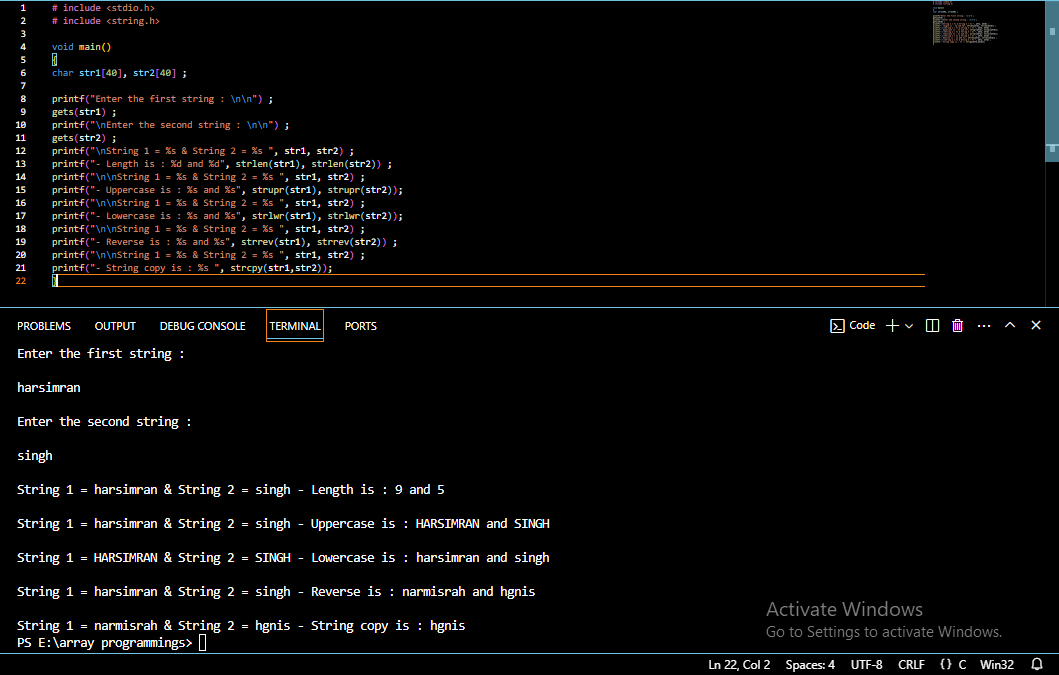 1 # include <stdio.h>
2 # include <string.h>
3
4 void main()
5 {
6 char str1[40], str2[40] ;
7
8 printf("Enter the first string : \n\n") ;
9 gets(str1) ;
10 printf("\nEnter the second string : \n\n") ;
11 gets(str2) ;
12 printf("\nString 1 = %s & String 2 = %s ", str1, str2) ;
13 printf("- Length is : %d and %d", strlen(str1), strlen(str2)) ;
14 printf("\n\nString 1 = %s & String 2 = %s ", str1, str2) ;
15 printf("- Uppercase is : %s and %s", strupr(str1), strupr(str2));
16 printf("\n\nString 1 = %s & String 2 = %s ", str1, str2) ;
17 printf("- Lowercase is : %s and %s", strlwr(str1), strlwr(str2));
18 printf("\n\nString 1 = %s & String 2 = %s ", str1, str2) ;
19 printf("- Reverse is : %s and %s", strrev(str1), strrev(str2)) ;
20 printf("\n\nString 1 = %s & String 2 = %s ", str1, str2) ;
21 printf("- String copy is : %s ", strcpy(str1,str2));
22 }
PROBLEMS OUTPUT DEBUG CONSOLE TERMINAL PORTS Code
Enter the first string :
harsimran
Enter the second string :
singh
String 1 = harsimran & String 2 = singh - Length is : 9 and 5
String 1 = harsimran & String 2 = singh - Uppercase is : HARSIMRAN and SINGH
String 1 = HARSIMRAN & String 2 = SINGH - Lowercase is : harsimran and singh
String 1 = harsimran & String 2 = singh - Reverse is : narmisrah and hgnis
String 1 = narmisrah & String 2 = hgnis - String copy is : hgnis
PS E:\array programmings>
Activate Windows
Go to Settings to activate Windows.
Ln 22, Col 2 Spaces: 4 UTF-8 CRLF {} C Win32